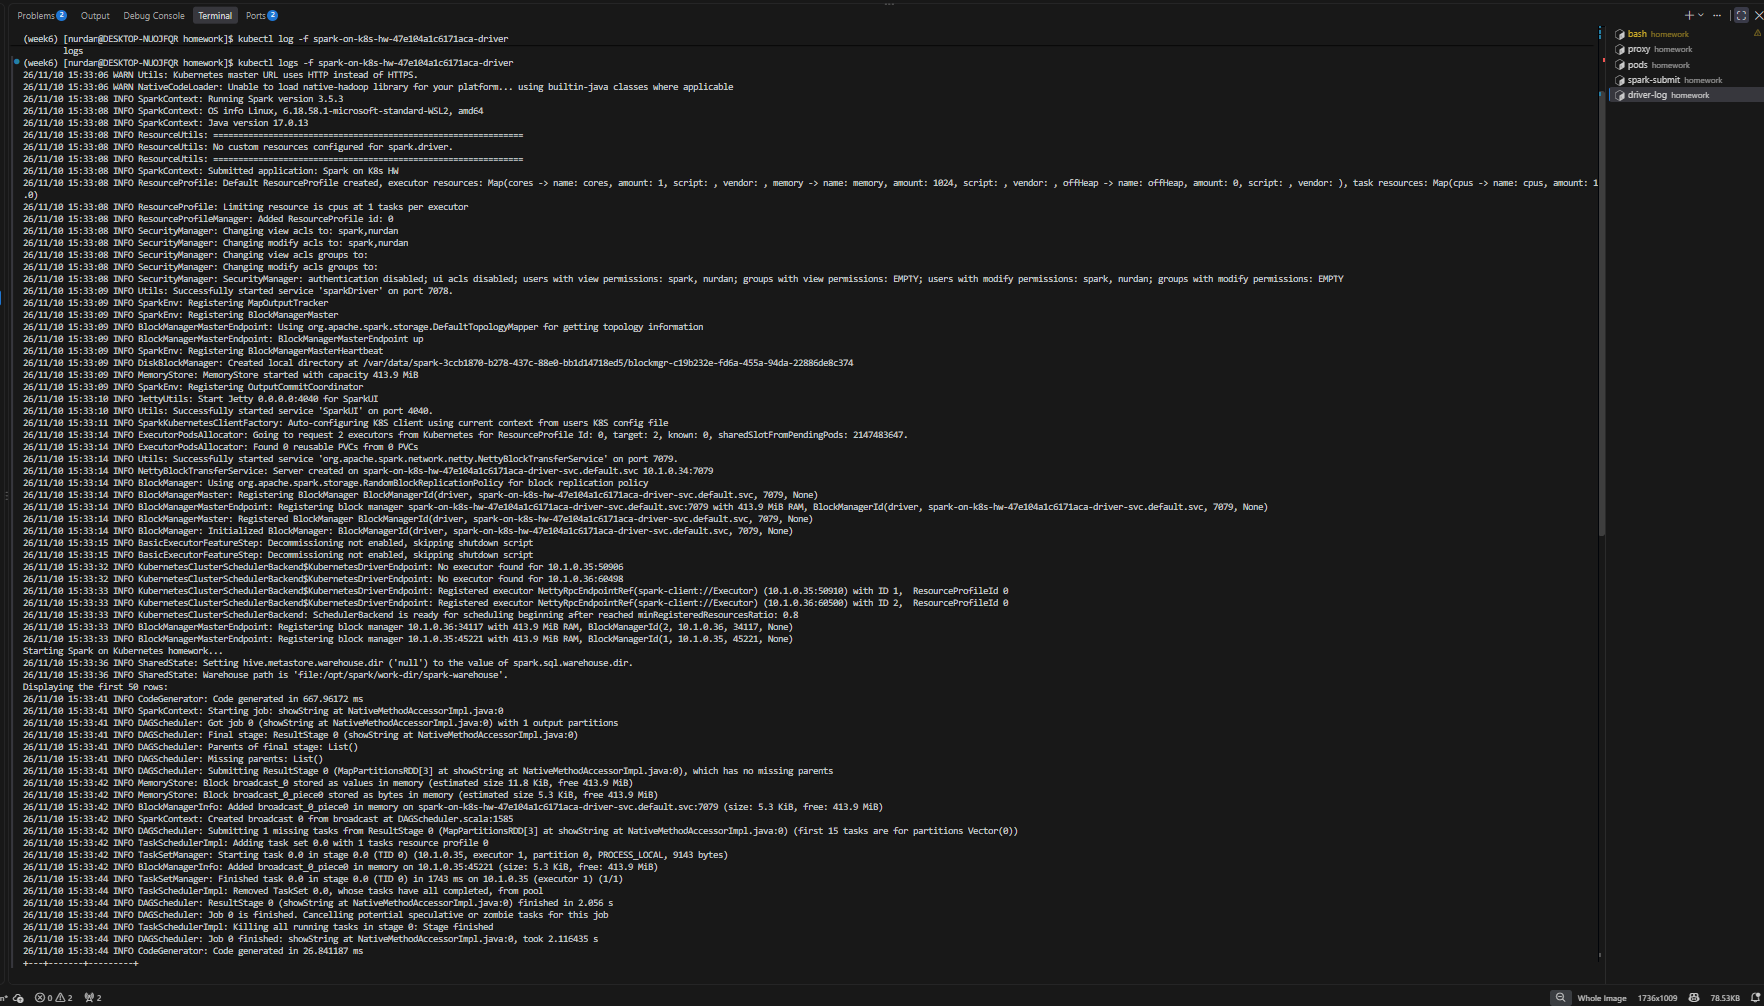 Problems 2 Output Debug Console Terminal Ports 2
(week6) [nurdan@DESKTOP-NUOJFQR homework]$ kubectl log -f spark-on-k8s-hw-47e104a1c6171aca-driver
logs
(week6) [nurdan@DESKTOP-NUOJFQR homework]$ kubectl logs -f spark-on-k8s-hw-47e104a1c6171aca-driver
26/11/10 15:33:06 WARN Utils: Kubernetes master URL uses HTTP instead of HTTPS.
26/11/10 15:33:06 WARN NativeCodeLoader: Unable to load native-hadoop library for your platform... using builtin-java classes where applicable
26/11/10 15:33:08 INFO SparkContext: Running Spark version 3.5.3
26/11/10 15:33:08 INFO SparkContext: OS info Linux, 6.18.58.1-microsoft-standard-WSL2, amd64
26/11/10 15:33:08 INFO SparkContext: Java version 17.0.13
26/11/10 15:33:08 INFO ResourceUtils: ==============================================================
26/11/10 15:33:08 INFO ResourceUtils: No custom resources configured for spark.driver.
26/11/10 15:33:08 INFO ResourceUtils: ==============================================================
26/11/10 15:33:08 INFO SparkContext: Submitted application: Spark on K8s HW
26/11/10 15:33:08 INFO ResourceProfile: Default ResourceProfile created, executor resources: Map(cores -> name: cores, amount: 1, script: , vendor: , memory -> name: memory, amount: 1024, script: , vendor: , offHeap -> name: offHeap, amount: 0, script: , vendor: ), task resources: Map(cpus -> name: cpus, amount: 1
.0)
26/11/10 15:33:08 INFO ResourceProfile: Limiting resource is cpus at 1 tasks per executor
26/11/10 15:33:08 INFO ResourceProfileManager: Added ResourceProfile id: 0
26/11/10 15:33:08 INFO SecurityManager: Changing view acls to: spark,nurdan
26/11/10 15:33:08 INFO SecurityManager: Changing modify acls to: spark,nurdan
26/11/10 15:33:08 INFO SecurityManager: Changing view acls groups to:
26/11/10 15:33:08 INFO SecurityManager: Changing modify acls groups to:
26/11/10 15:33:08 INFO SecurityManager: SecurityManager: authentication disabled; ui acls disabled; users with view permissions: spark, nurdan; groups with view permissions: EMPTY; users with modify permissions: spark, nurdan; groups with modify permissions: EMPTY
26/11/10 15:33:09 INFO Utils: Successfully started service 'sparkDriver' on port 7078.
26/11/10 15:33:09 INFO SparkEnv: Registering MapOutputTracker
26/11/10 15:33:09 INFO SparkEnv: Registering BlockManagerMaster
26/11/10 15:33:09 INFO BlockManagerMasterEndpoint: Using org.apache.spark.storage.DefaultTopologyMapper for getting topology information
26/11/10 15:33:09 INFO BlockManagerMasterEndpoint: BlockManagerMasterEndpoint up
26/11/10 15:33:09 INFO SparkEnv: Registering BlockManagerMasterHeartbeat
26/11/10 15:33:09 INFO DiskBlockManager: Created local directory at /var/data/spark-3ccb1870-b278-437c-88e0-bb1d14718ed5/blockmgr-c19b232e-fd6a-455a-94da-22886de8c374
26/11/10 15:33:09 INFO MemoryStore: MemoryStore started with capacity 413.9 MiB
26/11/10 15:33:09 INFO SparkEnv: Registering OutputCommitCoordinator
26/11/10 15:33:10 INFO JettyUtils: Start Jetty 0.0.0.0:4040 for SparkUI
26/11/10 15:33:10 INFO Utils: Successfully started service 'SparkUI' on port 4040.
26/11/10 15:33:11 INFO SparkKubernetesClientFactory: Auto-configuring K8S client using current context from users K8S config file
26/11/10 15:33:14 INFO ExecutorPodsAllocator: Going to request 2 executors from Kubernetes for ResourceProfile Id: 0, target: 2, known: 0, sharedSlotFromPendingPods: 2147483647.
26/11/10 15:33:14 INFO ExecutorPodsAllocator: Found 0 reusable PVCs from 0 PVCs
26/11/10 15:33:14 INFO Utils: Successfully started service 'org.apache.spark.network.netty.NettyBlockTransferService' on port 7079.
26/11/10 15:33:14 INFO NettyBlockTransferService: Server created on spark-on-k8s-hw-47e104a1c6171aca-driver-svc.default.svc 10.1.0.34:7079
26/11/10 15:33:14 INFO BlockManager: Using org.apache.spark.storage.RandomBlockReplicationPolicy for block replication policy
26/11/10 15:33:14 INFO BlockManagerMaster: Registering BlockManager BlockManagerId(driver, spark-on-k8s-hw-47e104a1c6171aca-driver-svc.default.svc, 7079, None)
26/11/10 15:33:14 INFO BlockManagerMasterEndpoint: Registering block manager spark-on-k8s-hw-47e104a1c6171aca-driver-svc.default.svc:7079 with 413.9 MiB RAM, BlockManagerId(driver, spark-on-k8s-hw-47e104a1c6171aca-driver-svc.default.svc, 7079, None)
26/11/10 15:33:14 INFO BlockManagerMaster: Registered BlockManager BlockManagerId(driver, spark-on-k8s-hw-47e104a1c6171aca-driver-svc.default.svc, 7079, None)
26/11/10 15:33:14 INFO BlockManager: Initialized BlockManager: BlockManagerId(driver, spark-on-k8s-hw-47e104a1c6171aca-driver-svc.default.svc, 7079, None)
26/11/10 15:33:15 INFO BasicExecutorFeatureStep: Decommissioning not enabled, skipping shutdown script
26/11/10 15:33:15 INFO BasicExecutorFeatureStep: Decommissioning not enabled, skipping shutdown script
26/11/10 15:33:32 INFO KubernetesClusterSchedulerBackend$KubernetesDriverEndpoint: No executor found for 10.1.0.35:50906
26/11/10 15:33:32 INFO KubernetesClusterSchedulerBackend$KubernetesDriverEndpoint: No executor found for 10.1.0.36:60498
26/11/10 15:33:33 INFO KubernetesClusterSchedulerBackend$KubernetesDriverEndpoint: Registered executor NettyRpcEndpointRef(spark-client://Executor) (10.1.0.35:50910) with ID 1,  ResourceProfileId 0
26/11/10 15:33:33 INFO KubernetesClusterSchedulerBackend$KubernetesDriverEndpoint: Registered executor NettyRpcEndpointRef(spark-client://Executor) (10.1.0.36:60500) with ID 2,  ResourceProfileId 0
26/11/10 15:33:33 INFO KubernetesClusterSchedulerBackend: SchedulerBackend is ready for scheduling beginning after reached minRegisteredResourcesRatio: 0.8
26/11/10 15:33:33 INFO BlockManagerMasterEndpoint: Registering block manager 10.1.0.36:34117 with 413.9 MiB RAM, BlockManagerId(2, 10.1.0.36, 34117, None)
26/11/10 15:33:33 INFO BlockManagerMasterEndpoint: Registering block manager 10.1.0.35:45221 with 413.9 MiB RAM, BlockManagerId(1, 10.1.0.35, 45221, None)
Starting Spark on Kubernetes homework...
26/11/10 15:33:36 INFO SharedState: Setting hive.metastore.warehouse.dir ('null') to the value of spark.sql.warehouse.dir.
26/11/10 15:33:36 INFO SharedState: Warehouse path is 'file:/opt/spark/work-dir/spark-warehouse'.
Displaying the first 50 rows:
26/11/10 15:33:41 INFO CodeGenerator: Code generated in 667.96172 ms
26/11/10 15:33:41 INFO SparkContext: Starting job: showString at NativeMethodAccessorImpl.java:0
26/11/10 15:33:41 INFO DAGScheduler: Got job 0 (showString at NativeMethodAccessorImpl.java:0) with 1 output partitions
26/11/10 15:33:41 INFO DAGScheduler: Final stage: ResultStage 0 (showString at NativeMethodAccessorImpl.java:0)
26/11/10 15:33:41 INFO DAGScheduler: Parents of final stage: List()
26/11/10 15:33:41 INFO DAGScheduler: Missing parents: List()
26/11/10 15:33:41 INFO DAGScheduler: Submitting ResultStage 0 (MapPartitionsRDD[3] at showString at NativeMethodAccessorImpl.java:0), which has no missing parents
26/11/10 15:33:42 INFO MemoryStore: Block broadcast_0 stored as values in memory (estimated size 11.8 KiB, free 413.9 MiB)
26/11/10 15:33:42 INFO MemoryStore: Block broadcast_0_piece0 stored as bytes in memory (estimated size 5.3 KiB, free 413.9 MiB)
26/11/10 15:33:42 INFO BlockManagerInfo: Added broadcast_0_piece0 in memory on spark-on-k8s-hw-47e104a1c6171aca-driver-svc.default.svc:7079 (size: 5.3 KiB, free: 413.9 MiB)
26/11/10 15:33:42 INFO SparkContext: Created broadcast 0 from broadcast at DAGScheduler.scala:1585
26/11/10 15:33:42 INFO DAGScheduler: Submitting 1 missing tasks from ResultStage 0 (MapPartitionsRDD[3] at showString at NativeMethodAccessorImpl.java:0) (first 15 tasks are for partitions Vector(0))
26/11/10 15:33:42 INFO TaskSchedulerImpl: Adding task set 0.0 with 1 tasks resource profile 0
26/11/10 15:33:42 INFO TaskSetManager: Starting task 0.0 in stage 0.0 (TID 0) (10.1.0.35, executor 1, partition 0, PROCESS_LOCAL, 9143 bytes)
26/11/10 15:33:42 INFO BlockManagerInfo: Added broadcast_0_piece0 in memory on 10.1.0.35:45221 (size: 5.3 KiB, free: 413.9 MiB)
26/11/10 15:33:44 INFO TaskSetManager: Finished task 0.0 in stage 0.0 (TID 0) in 1743 ms on 10.1.0.35 (executor 1) (1/1)
26/11/10 15:33:44 INFO TaskSchedulerImpl: Removed TaskSet 0.0, whose tasks have all completed, from pool
26/11/10 15:33:44 INFO DAGScheduler: ResultStage 0 (showString at NativeMethodAccessorImpl.java:0) finished in 2.056 s
26/11/10 15:33:44 INFO DAGScheduler: Job 0 is finished. Cancelling potential speculative or zombie tasks for this job
26/11/10 15:33:44 INFO TaskSchedulerImpl: Killing all running tasks in stage 0: Stage finished
26/11/10 15:33:44 INFO DAGScheduler: Job 0 finished: showString at NativeMethodAccessorImpl.java:0, took 2.116435 s
26/11/10 15:33:44 INFO CodeGenerator: Code generated in 26.841187 ms
+---+-------+---------+
bash homework
proxy homework
pods homework
spark-submit homework
driver-log homework
n* 0 2 2 Whole Image 1736x1009 78.53KB